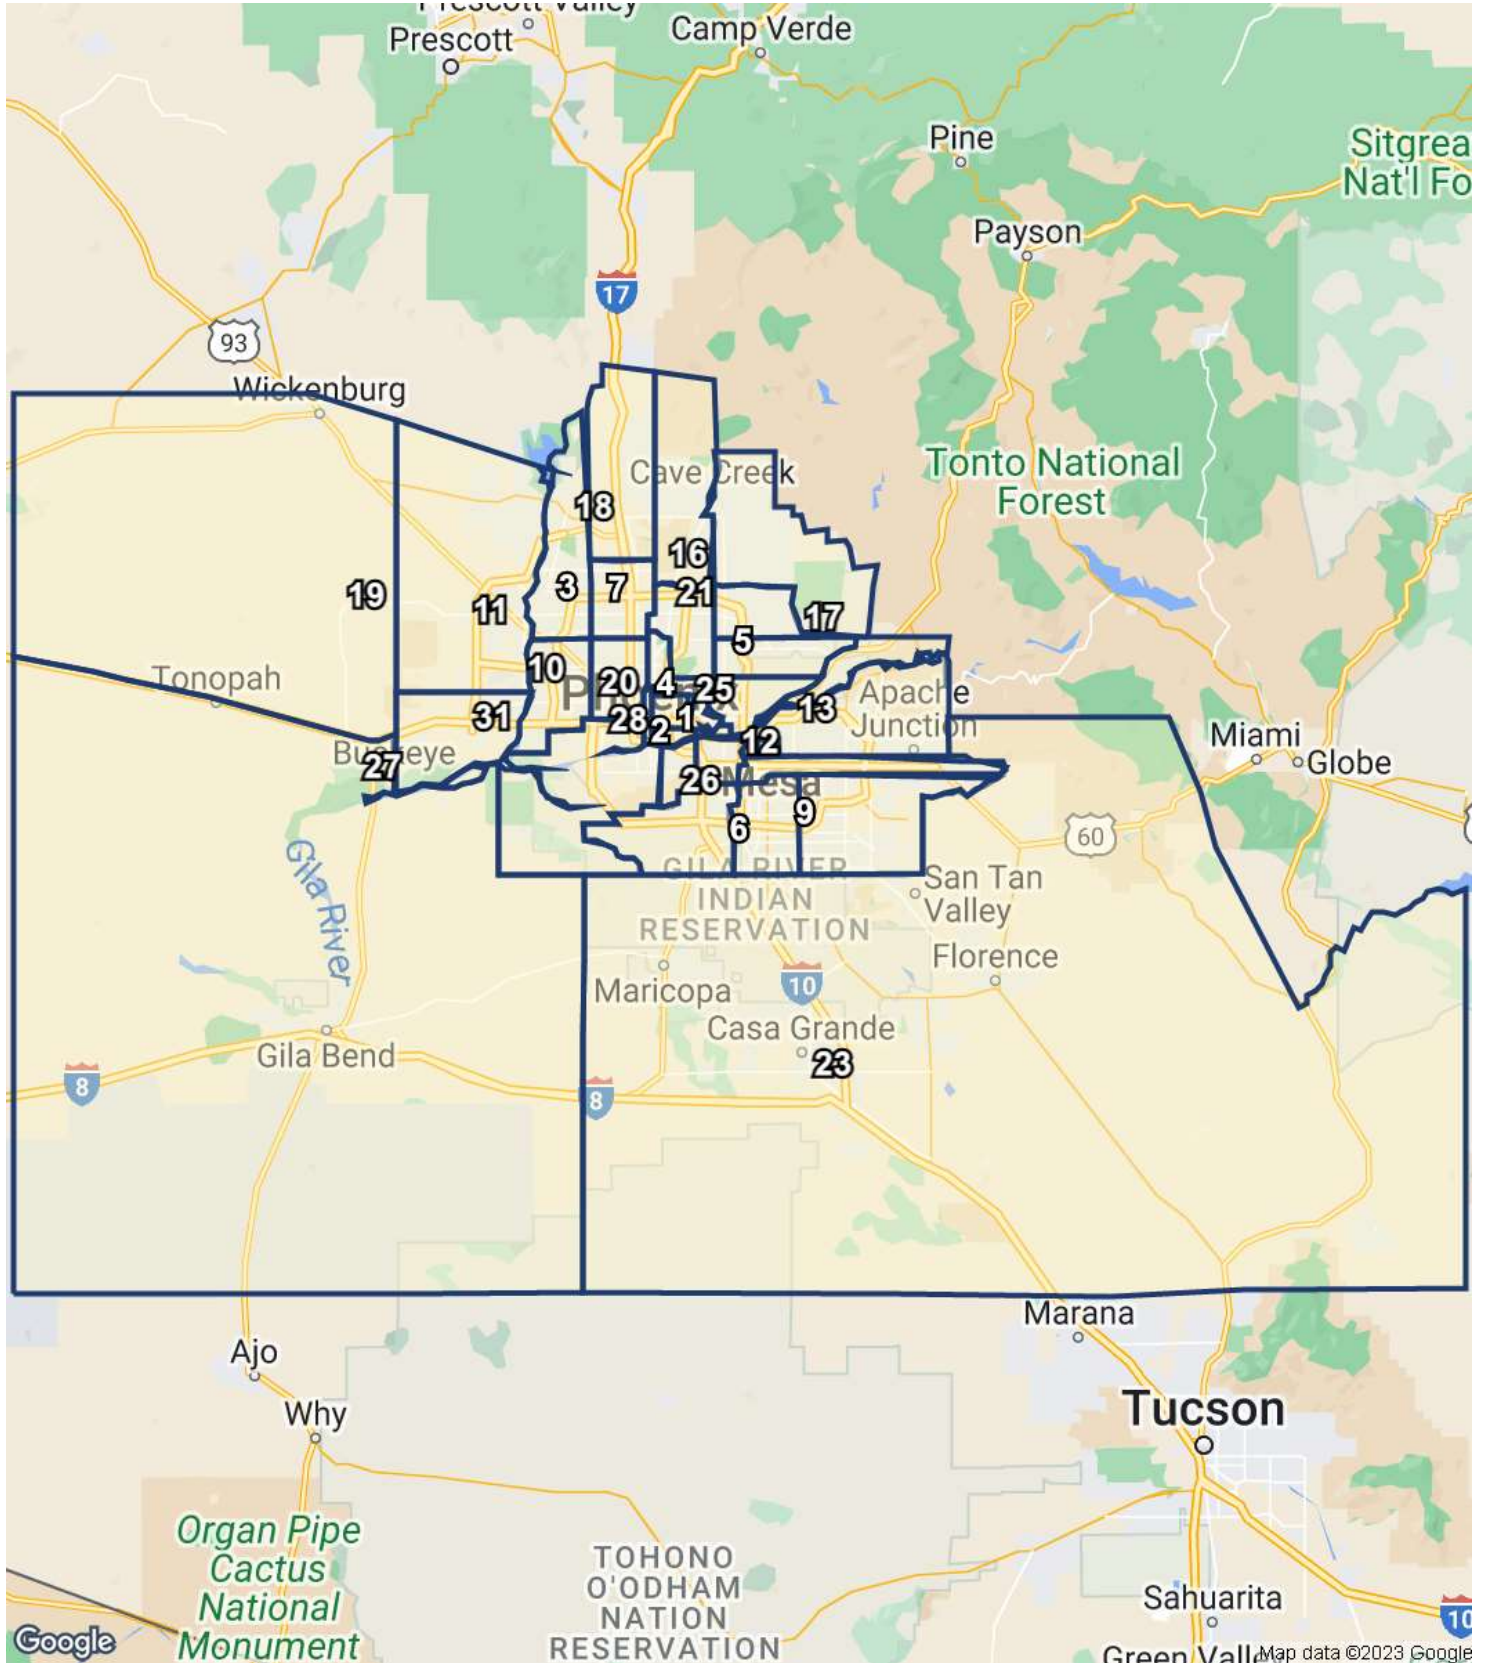 Prescott Valley
Prescott
Camp Verde
Pine
Sitgrea
Nat'l Fo
Payson
17
93
Wickenburg
Cave Creek
Tonto National
Forest
18
16
19
11
3
7
21
17
5
10
20
4
25
Phoenix
Tonopah
31
28
2
1
13
Apache
Junction
12
Miami
Globe
Buckeye
27
26
Mesa
9
6
60
Gila River
GILA RIVER
INDIAN
RESERVATION
San Tan
Valley
Florence
Maricopa
10
Casa Grande
23
Gila Bend
8
8
Marana
Ajo
Why
Tucson
Organ Pipe
Cactus
National
Monument
TOHONO
O'ODHAM
NATION
RESERVATION
Sahuarita
10
Green Valle
Google
Map data ©2023 Google